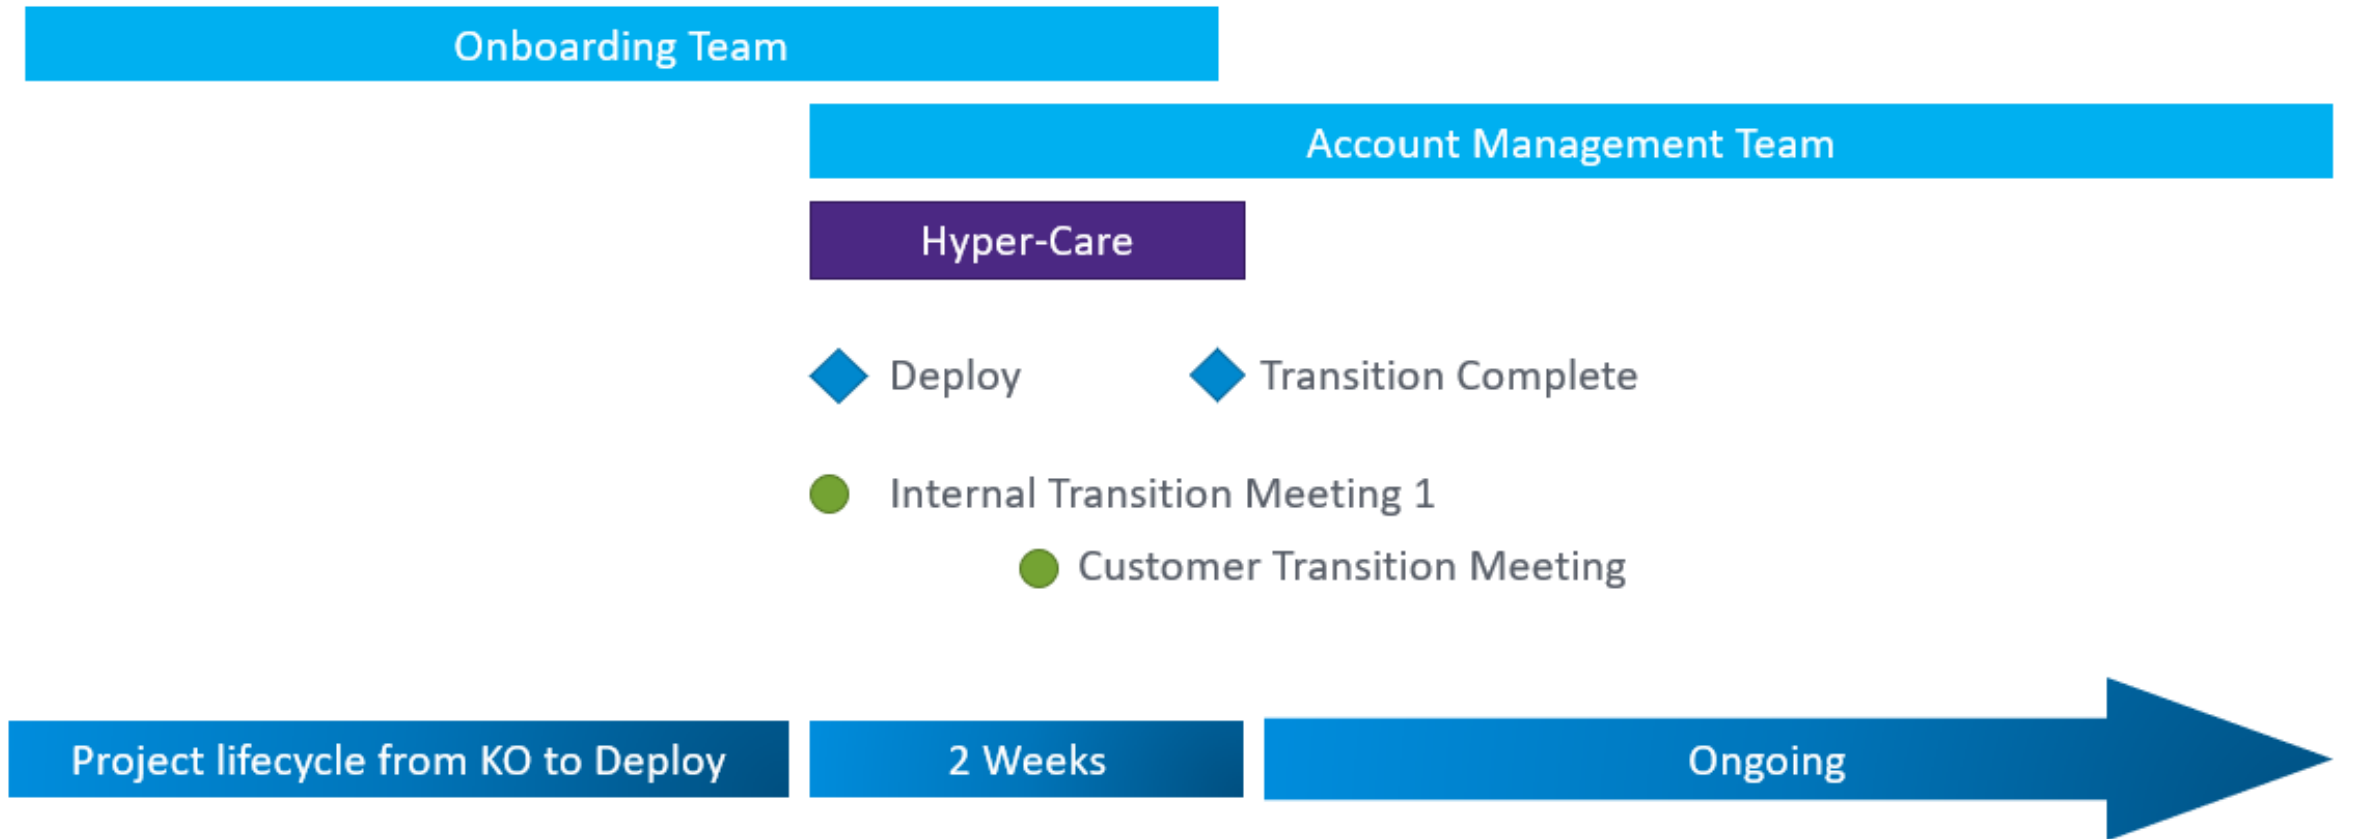 Onboarding Team
Account Management Team
Hyper-Care
Deploy
Transition Complete
Internal Transition Meeting 1
Customer Transition Meeting
Project lifecycle from KO to Deploy
2 Weeks
Ongoing